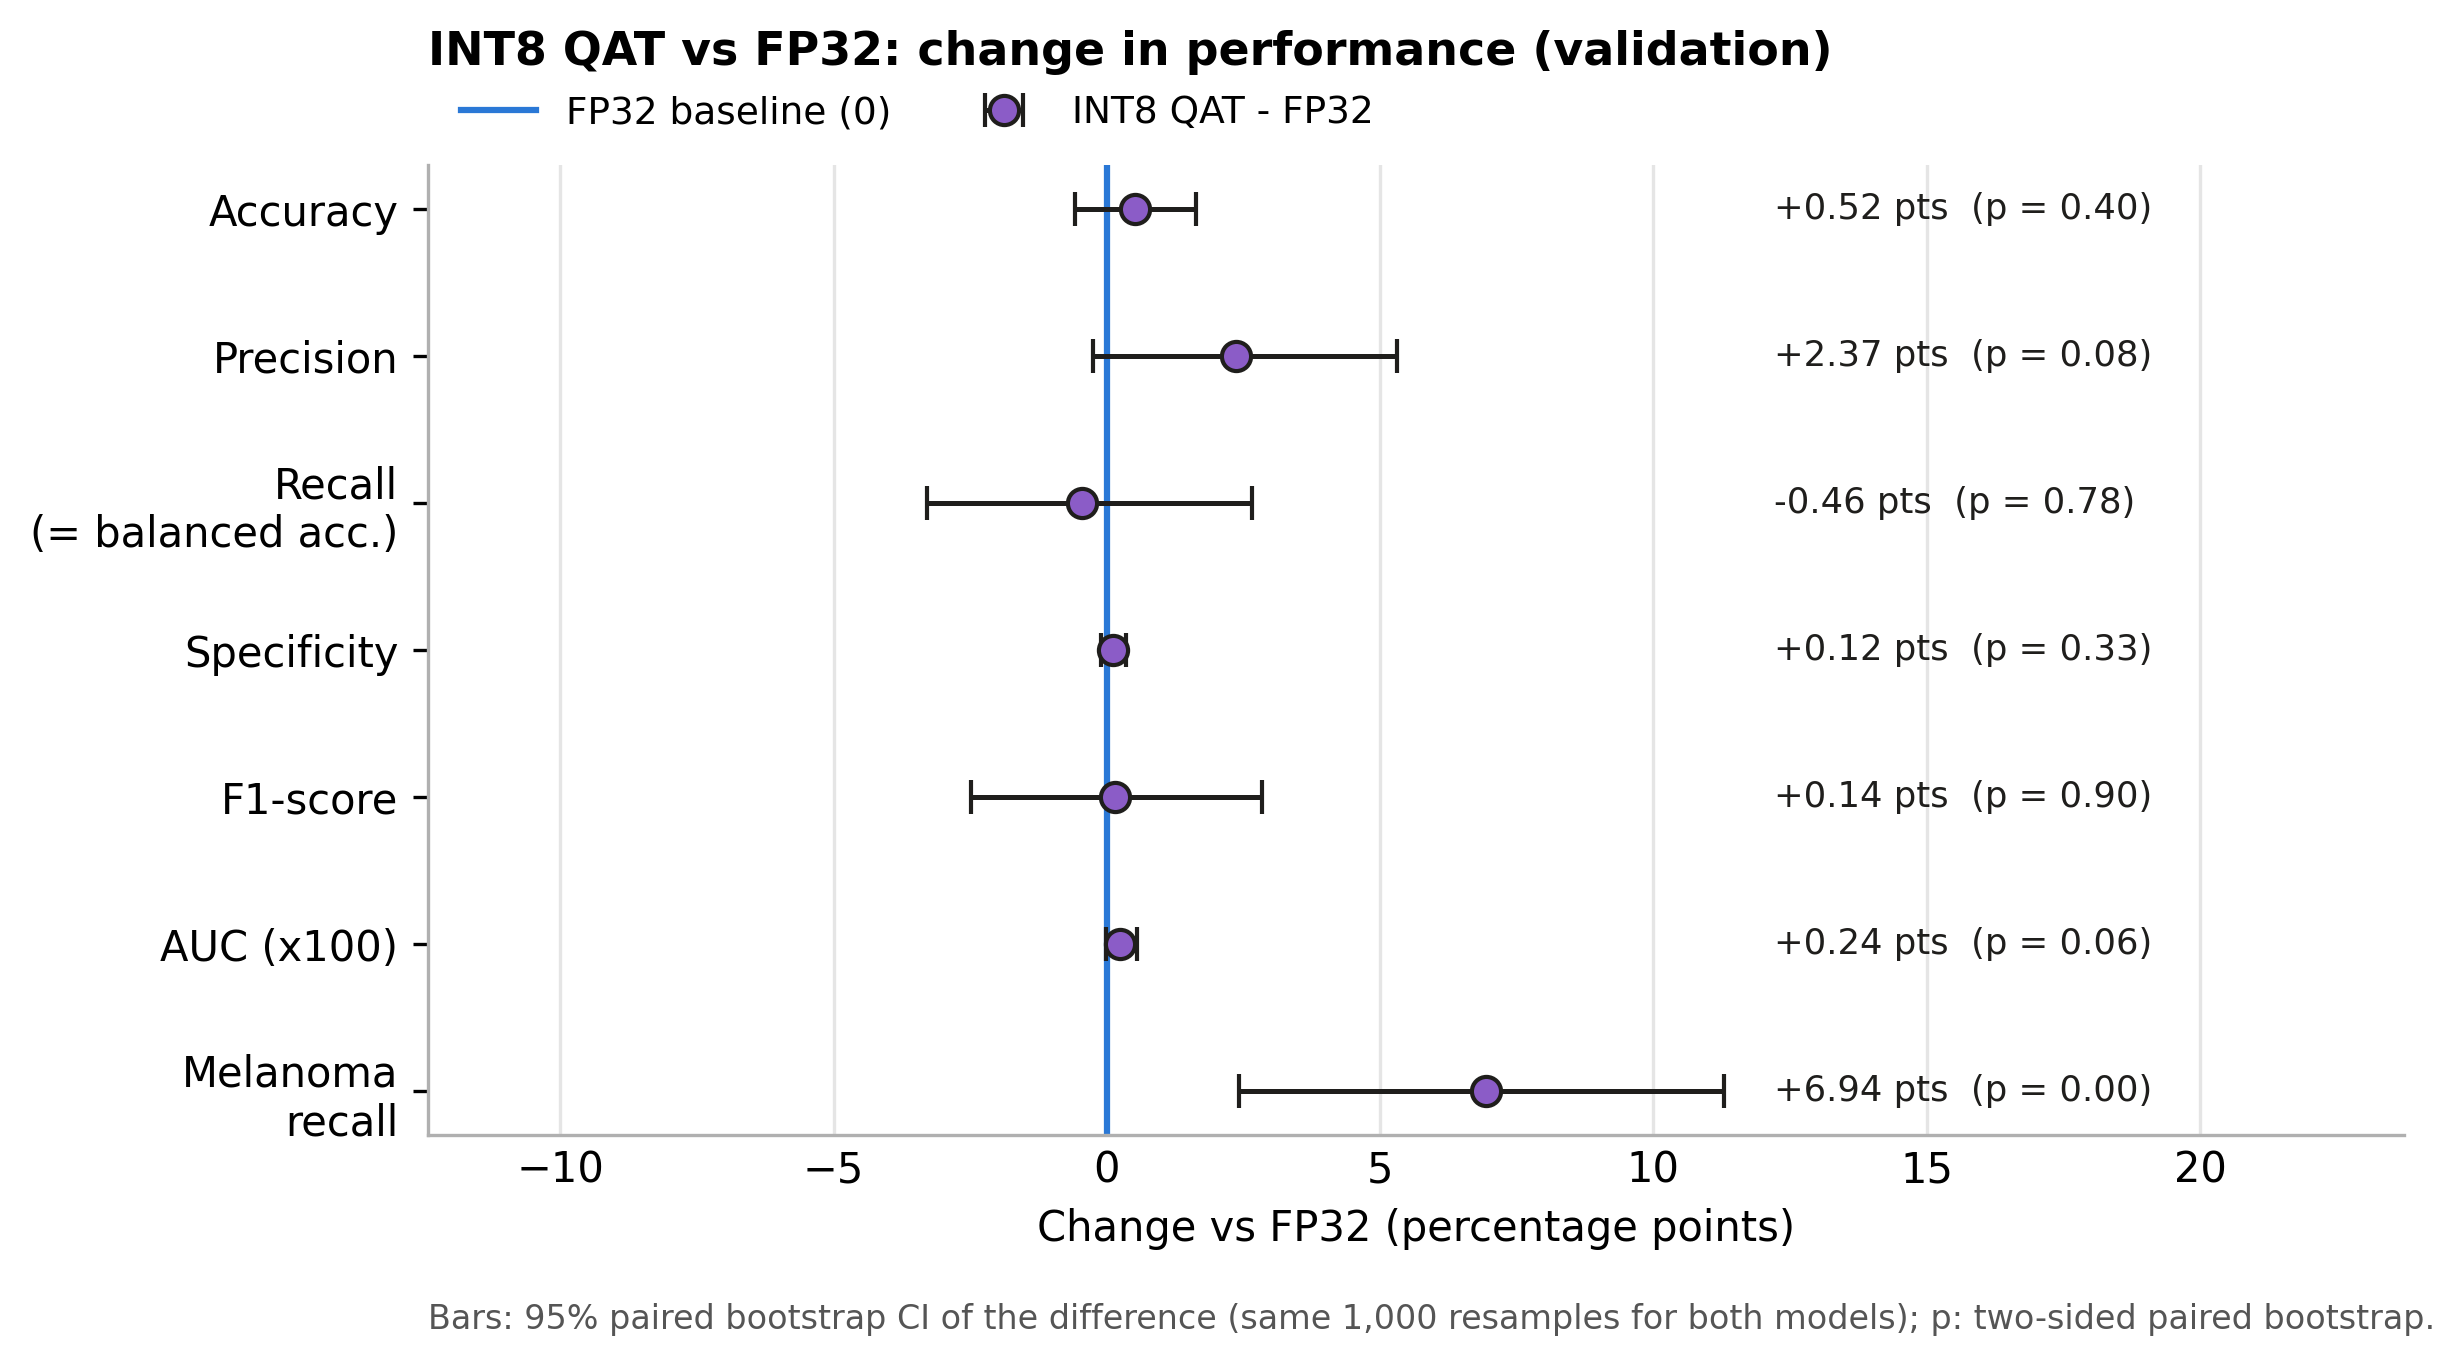 INT8 QAT vs FP32: change in performance (validation)
FP32 baseline (0)
INT8 QAT - FP32
Accuracy
+0.52 pts (p = 0.40)
Precision
+2.37 pts (p = 0.08)
Recall
(= balanced acc.)
-0.46 pts (p = 0.78)
Specificity
+0.12 pts (p = 0.33)
F1-score
+0.14 pts (p = 0.90)
AUC (x100)
+0.24 pts (p = 0.06)
Melanoma
recall
+6.94 pts (p = 0.00)
−10 −5 0 5 10 15 20
Change vs FP32 (percentage points)
Bars: 95% paired bootstrap CI of the difference (same 1,000 resamples for both models); p: two-sided paired bootstrap.